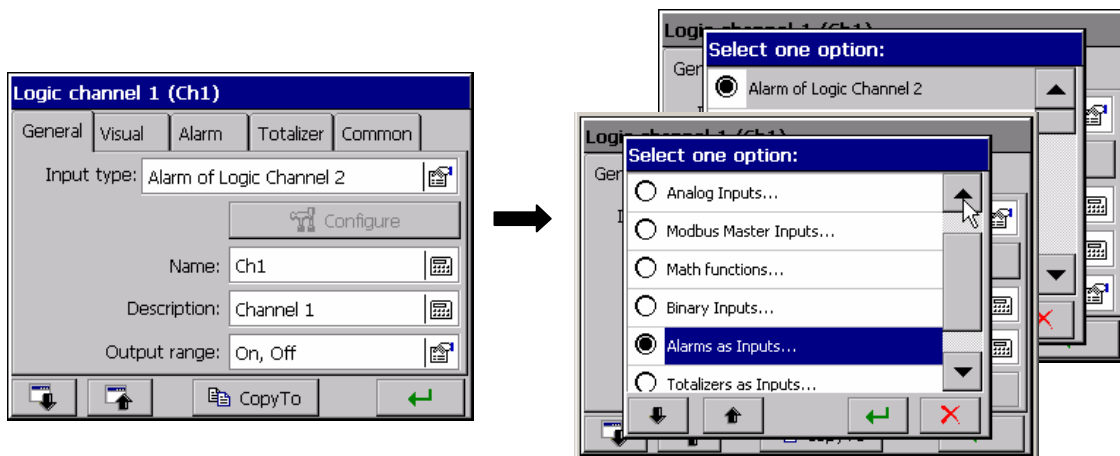 Logic channel 1 (Ch1)
General Visual Alarm Totalizer Common
Input type: Alarm of Logic Channel 2
Configure
Name: Ch1
Description: Channel 1
Output range: On, Off
CopyTo
Select one option:
Alarm of Logic Channel 2
Select one option:
Analog Inputs...
Modbus Master Inputs...
Math functions...
Binary Inputs...
Alarms as Inputs...
Totalizers as Inputs...